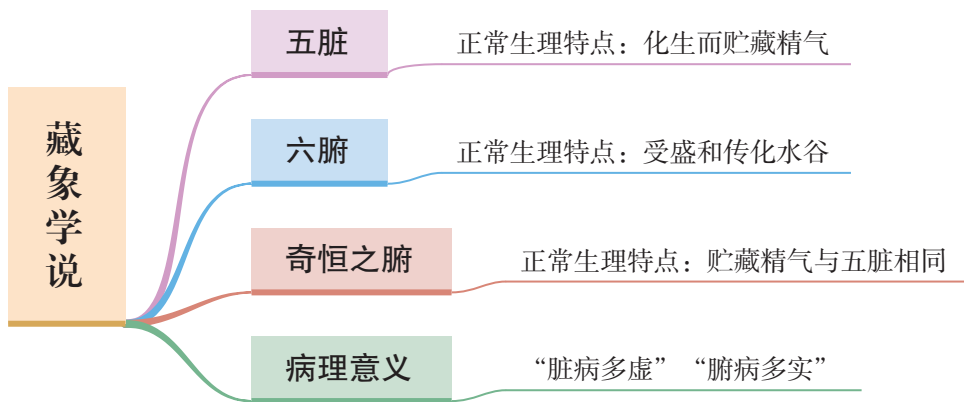 藏象学说
五脏
正常生理特点：化生而贮藏精气
六腑
正常生理特点：受盛和传化水谷
奇恒之腑
正常生理特点：贮藏精气与五脏相同
病理意义
“脏病多虚”“腑病多实”